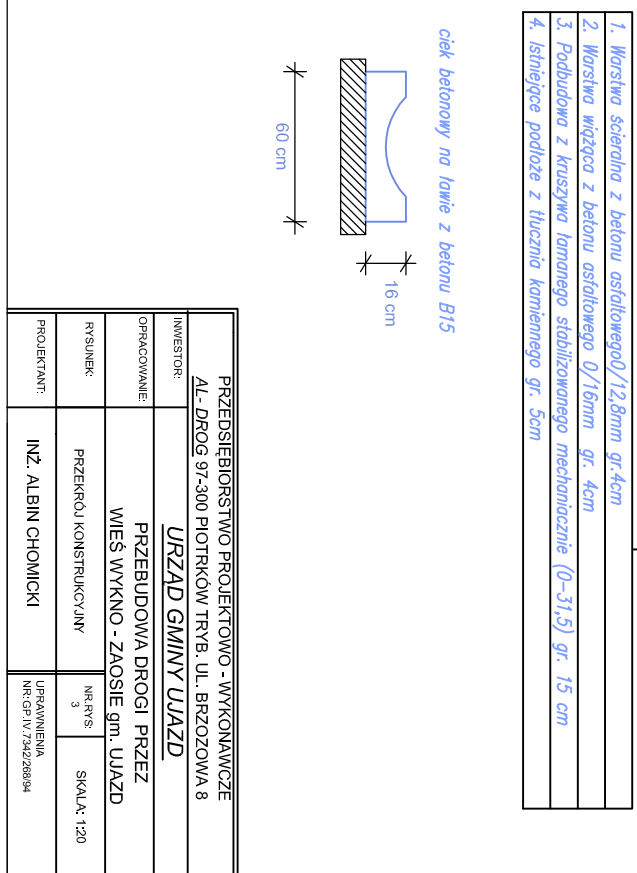 1. Warstwa ścieralna z betonu asfaltowego0/12,8mm gr.4cm
2. Warstwa wiążąca z betonu asfaltowego 0/16mm gr. 4cm
3. Podbudowa z kruszywa łamanego stabilizowanego mechaniacznie (0-31,5) gr. 15 cm
4. Istniejące podłoże z tłucznia kamiennego gr. 5cm
ciek betonowy na ławie z betonu B15
16 cm
60 cm
PRZEDSIĘBIORSTWO PROJEKTOWO - WYKONAWCZE
AL- DROG 97-300 PIOTRKÓW TRYB. UL. BRZOZOWA 8
INWESTOR:
URZĄD GMINY UJAZD
OPRACOWANIE:
PRZEBUDOWA DROGI PRZEZ
WIEŚ WYKNO - ZAOSIE gm. UJAZD
RYSUNEK:
PRZEKRÓJ KONSTRUKCYJNY
NR.RYS:
3
SKALA: 1:20
PROJEKTANT:
INŻ. ALBIN CHOMICKI
UPRAWNIENIA
NR:GP.IV.7342/268/94